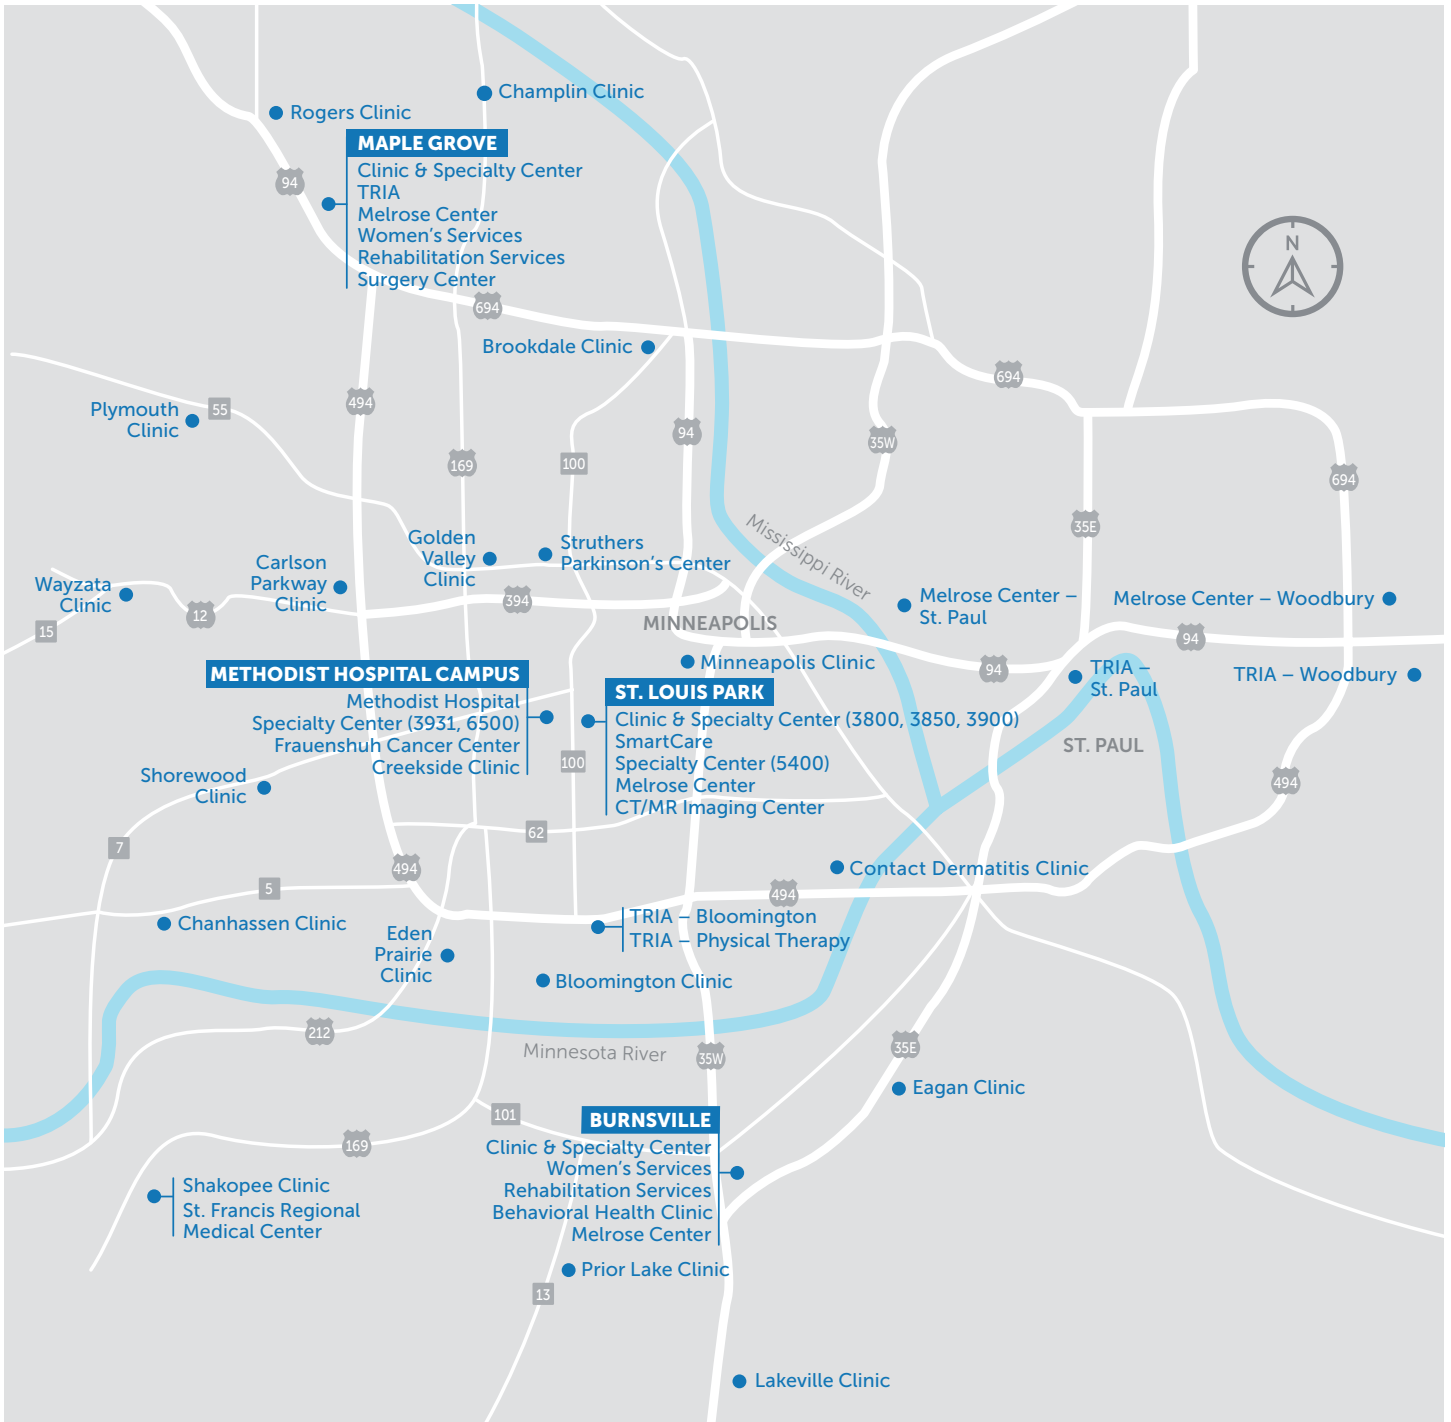 Champlin Clinic
Rogers Clinic
MAPLE GROVE
Clinic & Specialty Center
TRIA
Melrose Center
Women's Services
Rehabilitation Services
Surgery Center
94
N
694
Brookdale Clinic
694
494
Plymouth
Clinic
55
94
35W
169
100
694
35E
Mississippi River
Golden
Valley
Clinic
Struthers
Parkinson's Center
Carlson
Parkway
Clinic
Wayzata
Clinic
12
15
394
MINNEAPOLIS
Melrose Center –
St. Paul
Melrose Center – Woodbury
94
94
Minneapolis Clinic
TRIA –
St. Paul
TRIA – Woodbury
METHODIST HOSPITAL CAMPUS
Methodist Hospital
Specialty Center (3931, 6500)
Frauenshuh Cancer Center
Creekside Clinic
ST. LOUIS PARK
Clinic & Specialty Center (3800, 3850, 3900)
SmartCare
Specialty Center (5400)
Melrose Center
CT/MR Imaging Center
ST. PAUL
100
494
Shorewood
Clinic
7
62
494
5
494
Contact Dermatitis Clinic
Chanhassen Clinic
TRIA – Bloomington
TRIA – Physical Therapy
Eden
Prairie
Clinic
Bloomington Clinic
212
Minnesota River
35W
35E
Eagan Clinic
101
169
BURNSVILLE
Clinic & Specialty Center
Women's Services
Rehabilitation Services
Behavioral Health Clinic
Melrose Center
Shakopee Clinic
St. Francis Regional
Medical Center
Prior Lake Clinic
13
Lakeville Clinic